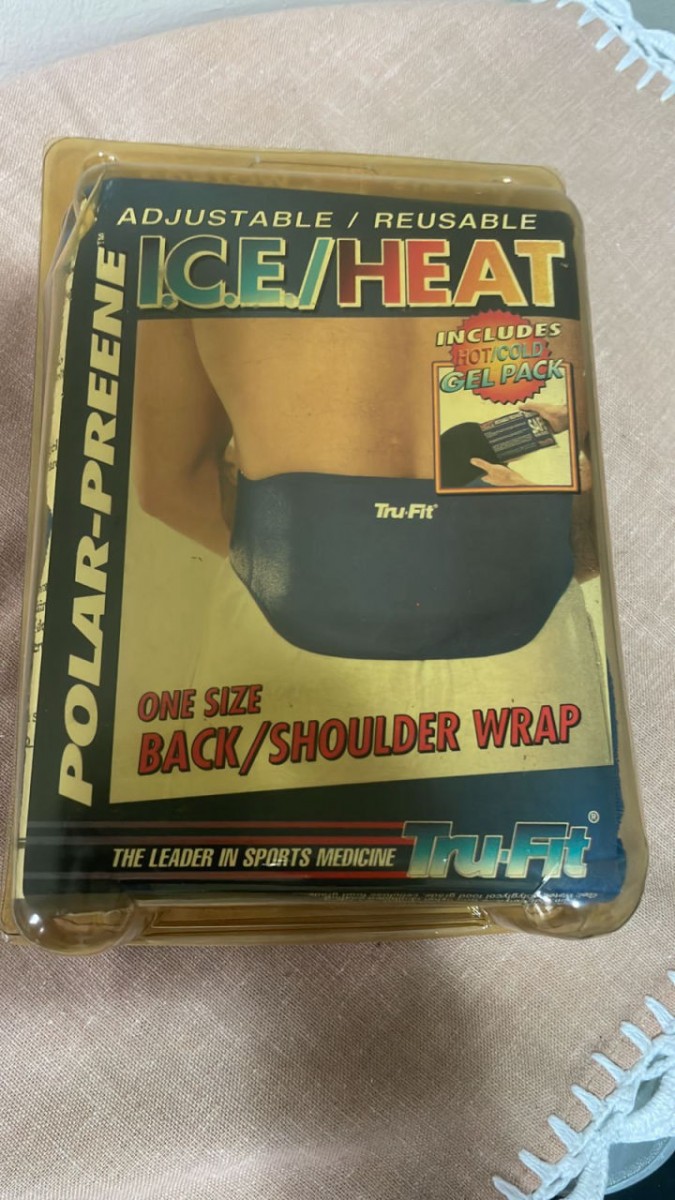 ADJUSTABLE / REUSABLE
I.C.E./HEAT
POLAR-PREENE™
INCLUDES
HOT/COLD
GEL PACK
Tru-Fit®
ONE SIZE
BACK/SHOULDER WRAP
THE LEADER IN SPORTS MEDICINE
Tru-Fit®